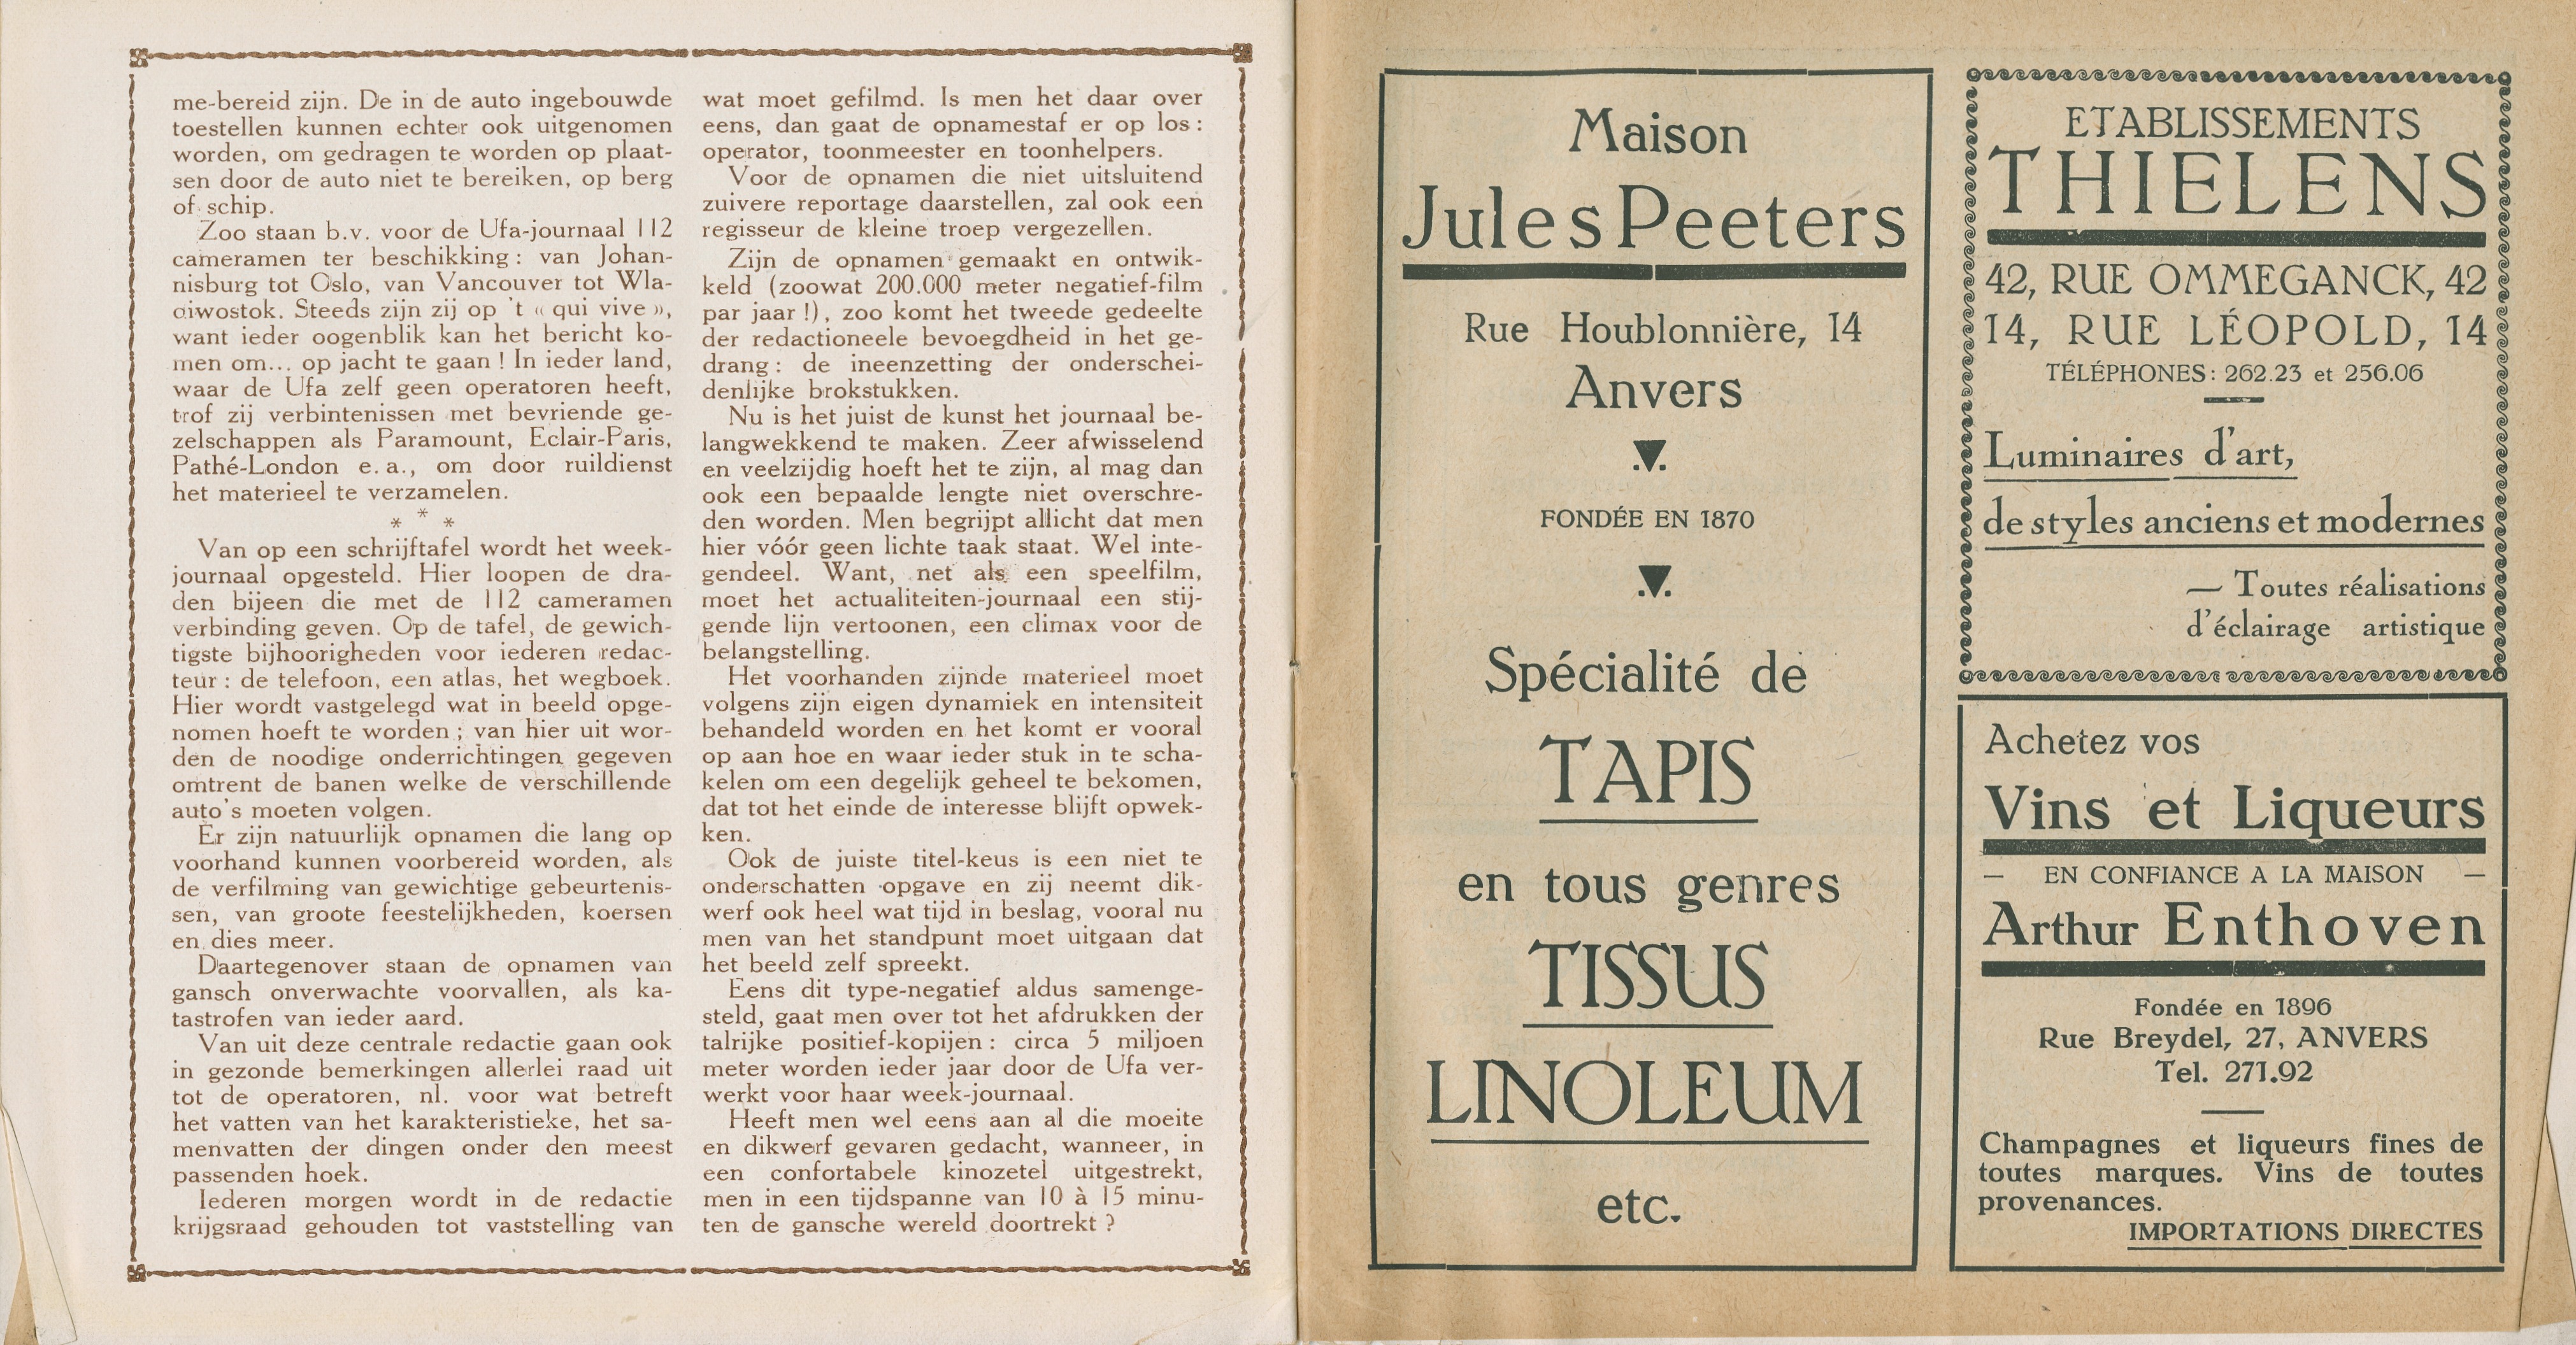 me-bereid zijn. De in de auto ingebouwde
toestellen kunnen echter ook uitgenomen
worden, om gedragen te worden op plaat-
sen door de auto niet te bereiken, op berg
of schip.
Zoo staan b.v. voor de Ufa-journaal 112
cameramen ter beschikking : van Johan-
nisburg tot Oslo, van Vancouver tot Wla-
diwostok. Steeds zijn zij op 't « qui vive »,
want ieder oogenblik kan het bericht ko-
men om... op jacht te gaan ! In ieder land,
waar de Ufa zelf geen operatoren heeft,
trof zij verbintenissen met bevriende ge-
zelschappen als Paramount, Eclair-Paris,
Pathé-London e. a., om door ruildienst
het materieel te verzamelen.
* * *
Van op een schrijftafel wordt het week-
journaal opgesteld. Hier loopen de dra-
den bijeen die met de 112 cameramen
verbinding geven. Op de tafel, de gewich-
tigste bijhoorigheden voor iederen redac-
teur : de telefoon, een atlas, het wegboek.
Hier wordt vastgelegd wat in beeld opge-
nomen hoeft te worden ; van hier uit wor-
den de noodige onderrichtingen gegeven
omtrent de banen welke de verschillende
auto's moeten volgen.
Er zijn natuurlijk opnamen die lang op
voorhand kunnen voorbereid worden, als
de verfilming van gewichtige gebeurtenis-
sen, van groote feestelijkheden, koersen
en dies meer.
Daartegenover staan de opnamen van
gansch onverwachte voorvallen, als ka-
tastrofen van ieder aard.
Van uit deze centrale redactie gaan ook
in gezonde bemerkingen allerlei raad uit
tot de operatoren, nl. voor wat betreft
het vatten van het karakteristieke, het sa-
menvatten der dingen onder den meest
passenden hoek.
Iederen morgen wordt in de redactie
krijgsraad gehouden tot vaststelling van
wat moet gefilmd. Is men het daar over
eens, dan gaat de opnamestaf er op los :
operator, toonmeester en toonhelpers.
Voor de opnamen die niet uitsluitend
zuivere reportage daarstellen, zal ook een
regisseur de kleine troep vergezellen.
Zijn de opnamen gemaakt en ontwik-
keld (zoowat 200.000 meter negatief-film
par jaar !), zoo komt het tweede gedeelte
der redactioneele bevoegdheid in het ge-
drang : de ineenzetting der onderschei-
denlijke brokstukken.
Nu is het juist de kunst het journaal be-
langwekkend te maken. Zeer afwisselend
en veelzijdig hoeft het te zijn, al mag dan
ook een bepaalde lengte niet overschre-
den worden. Men begrijpt allicht dat men
hier vóór geen lichte taak staat. Wel inte-
gendeel. Want, net als een speelfilm,
moet het actualiteiten-journaal een stij-
gende lijn vertoonen, een climax voor de
belangstelling.
Het voorhanden zijnde materieel moet
volgens zijn eigen dynamiek en intensiteit
behandeld worden en het komt er vooral
op aan hoe en waar ieder stuk in te scha-
kelen om een degelijk geheel te bekomen,
dat tot het einde de interesse blijft opwek-
ken.
Ook de juiste titel-keus is een niet te
onderschatten opgave en zij neemt dik-
werf ook heel wat tijd in beslag, vooral nu
men van het standpunt moet uitgaan dat
het beeld zelf spreekt.
Eens dit type-negatief aldus samenge-
steld, gaat men over tot het afdrukken der
talrijke positief-kopijen : circa 5 miljoen
meter worden ieder jaar door de Ufa ver-
werkt voor haar week-journaal.
Heeft men wel eens aan al die moeite
en dikwerf gevaren gedacht, wanneer, in
een confortabele kinozetel uitgestrekt,
men in een tijdspanne van 10 à 15 minu-
ten de gansche wereld doortrekt ?
Maison
Jules Peeters
Rue Houblonnière, 14
Anvers
FONDÉE EN 1870
Spécialité de
TAPIS
en tous genres
TISSUS
LINOLEUM
etc.
ETABLISSEMENTS
THIELENS
42, RUE OMMEGANCK, 42
14, RUE LÉOPOLD, 14
TÉLÉPHONES : 262.23 et 256.06
Luminaires d'art,
de styles anciens et modernes
— Toutes réalisations
d'éclairage artistique
Achetez vos
Vins et Liqueurs
— EN CONFIANCE A LA MAISON —
Arthur Enthoven
Fondée en 1896
Rue Breydel, 27, ANVERS
Tel. 271.92
Champagnes et liqueurs fines de
toutes marques. Vins de toutes
provenances.
IMPORTATIONS DIRECTES